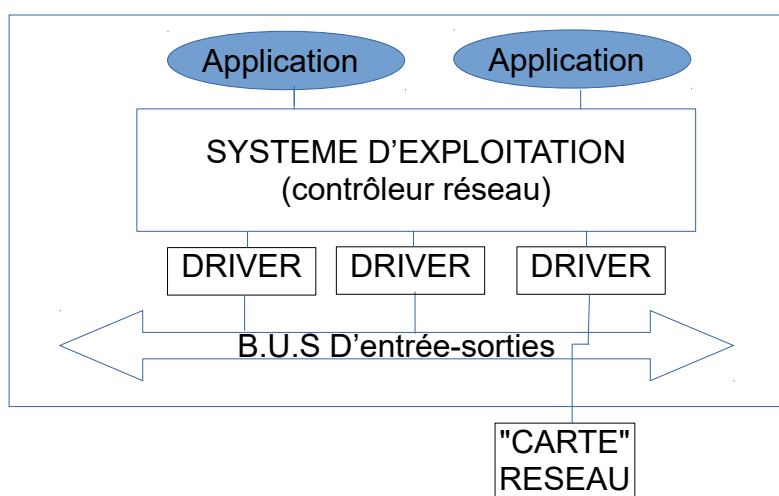 Application
Application
SYSTEME D’EXPLOITATION
(contrôleur réseau)
DRIVER
DRIVER
DRIVER
B.U.S D’entrée-sorties
"CARTE"
RESEAU